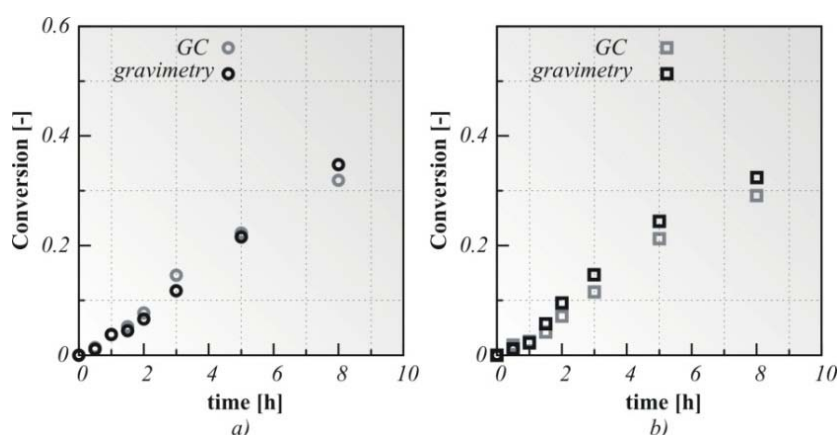 0.6
GC
gravimetry
0.4
0.2
0
Conversion [-]
0 2 4 6 8 10
time [h]
a)
GC
gravimetry
0.4
0.2
0
Conversion [-]
0 2 4 6 8 10
time [h]
b)